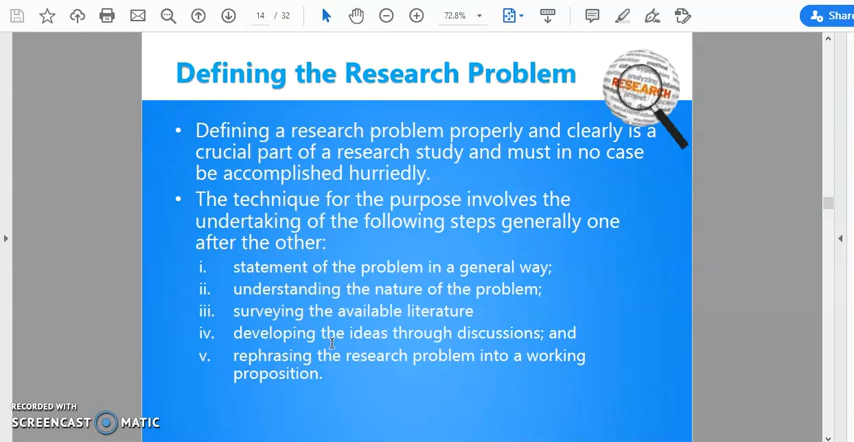 14 / 32
72.8%
Share
Defining the Research Problem
method
analyzing
RESEARCH
project
• Defining a research problem properly and clearly is a
crucial part of a research study and must in no case
be accomplished hurriedly.
• The technique for the purpose involves the
undertaking of the following steps generally one
after the other:
i. statement of the problem in a general way;
ii. understanding the nature of the problem;
iii. surveying the available literature
iv. developing the ideas through discussions; and
v. rephrasing the research problem into a working
proposition.
RECORDED WITH
SCREENCAST MATIC